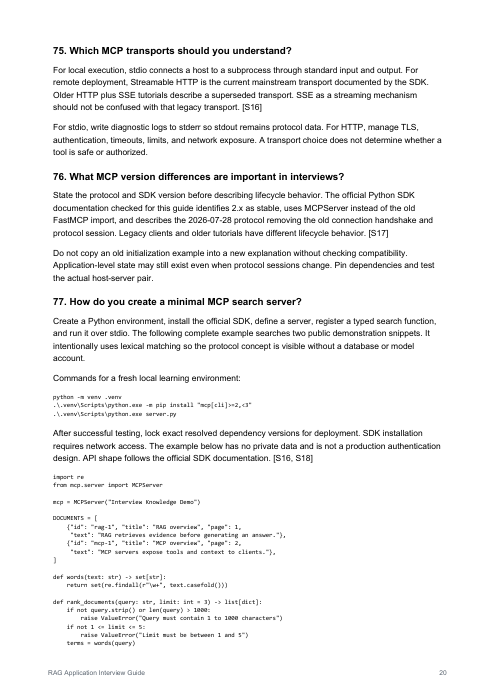 75. Which MCP transports should you understand?
For local execution, stdio connects a host to a subprocess through standard input and output. For
remote deployment, Streamable HTTP is the current mainstream transport documented by the SDK.
Older HTTP plus SSE tutorials describe a superseded transport. SSE as a streaming mechanism
should not be confused with that legacy transport. [S16]
For stdio, write diagnostic logs to stderr so stdout remains protocol data. For HTTP, manage TLS,
authentication, timeouts, limits, and network exposure. A transport choice does not determine whether a
tool is safe or authorized.
76. What MCP version differences are important in interviews?
State the protocol and SDK version before describing lifecycle behavior. The official Python SDK
documentation checked for this guide identifies 2.x as stable, uses MCPServer instead of the old
FastMCP import, and describes the 2026-07-28 protocol removing the old connection handshake and
protocol session. Legacy clients and older tutorials have different lifecycle behavior. [S17]
Do not copy an old initialization example into a new explanation without checking compatibility.
Application-level state may still exist even when protocol sessions change. Pin dependencies and test
the actual host-server pair.
77. How do you create a minimal MCP search server?
Create a Python environment, install the official SDK, define a server, register a typed search function,
and run it over stdio. The following complete example searches two public demonstration snippets. It
intentionally uses lexical matching so the protocol concept is visible without a database or model
account.
Commands for a fresh local learning environment:
python -m venv .venv
.\.venv\Scripts\python.exe -m pip install "mcp[cli]>=2,<3"
.\.venv\Scripts\python.exe server.py
After successful testing, lock exact resolved dependency versions for deployment. SDK installation
requires network access. The example below has no private data and is not a production authentication
design. API shape follows the official SDK documentation. [S16, S18]
import re
from mcp.server import MCPServer
mcp = MCPServer("Interview Knowledge Demo")
DOCUMENTS = [
    {"id": "rag-1", "title": "RAG overview", "page": 1,
     "text": "RAG retrieves evidence before generating an answer."},
    {"id": "mcp-1", "title": "MCP overview", "page": 2,
     "text": "MCP servers expose tools and context to clients."},
]
def words(text: str) -> set[str]:
    return set(re.findall(r"\w+", text.casefold()))
def rank_documents(query: str, limit: int = 3) -> list[dict]:
    if not query.strip() or len(query) > 1000:
        raise ValueError("Query must contain 1 to 1000 characters")
    if not 1 <= limit <= 5:
        raise ValueError("Limit must be between 1 and 5")
    terms = words(query)
RAG Application Interview Guide
20